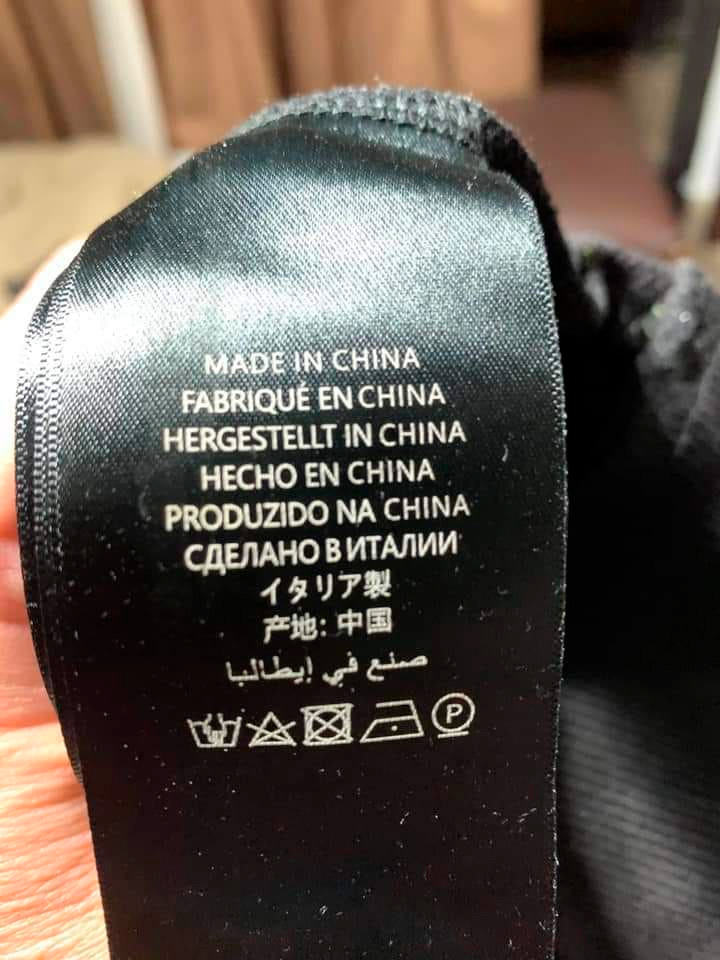 MADE IN CHINA
FABRIQUÉ EN CHINA
HERGESTELLT IN CHINA
HECHO EN CHINA
PRODUZIDO NA CHINA
СДЕЛАНО В ИТАЛИИ
イタリア製
产地: 中国
صنع في إيطاليا
P